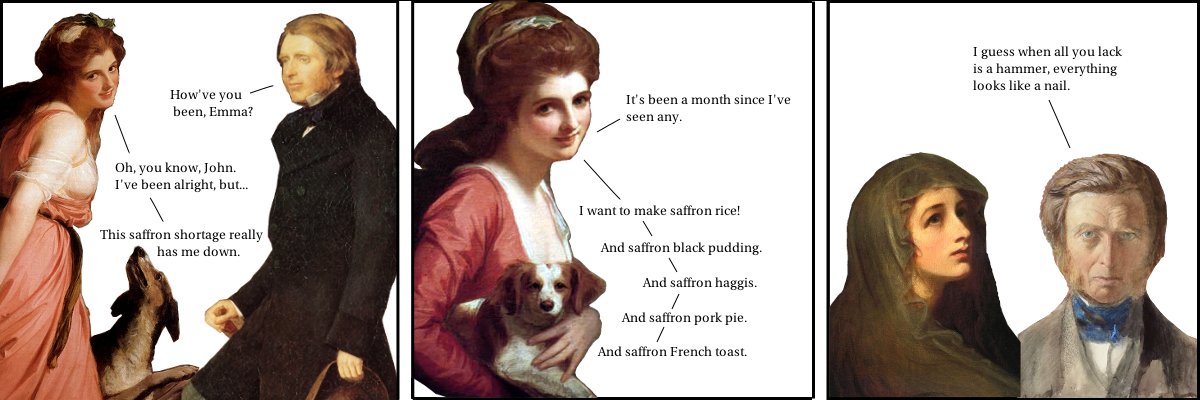 How've you
been, Emma?
Oh, you know, John.
I've been alright, but...
This saffron shortage really
has me down.
It's been a month since I've
seen any.
I want to make saffron rice!
And saffron black pudding.
And saffron haggis.
And saffron pork pie.
And saffron French toast.
I guess when all you lack
is a hammer, everything
looks like a nail.